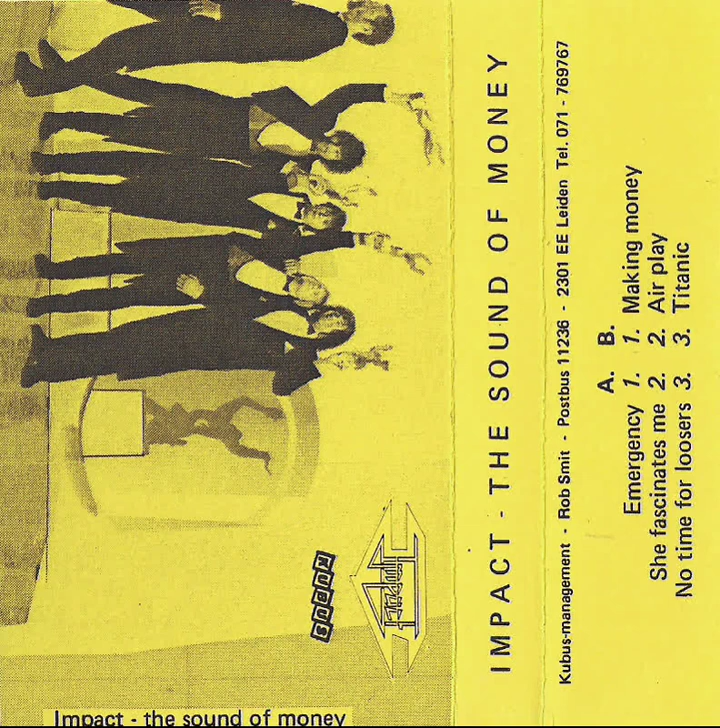 KUBUS
IMPACT
Impact - the sound of money
IMPACT - THE SOUND OF MONEY
Kubus-management - Rob Smit - Postbus 11236 - 2301 EE Leiden Tel. 071 - 769767
A. B.
Emergency 1. 1. Making money
She fascinates me 2. 2. Air play
No time for loosers 3. 3. Titanic